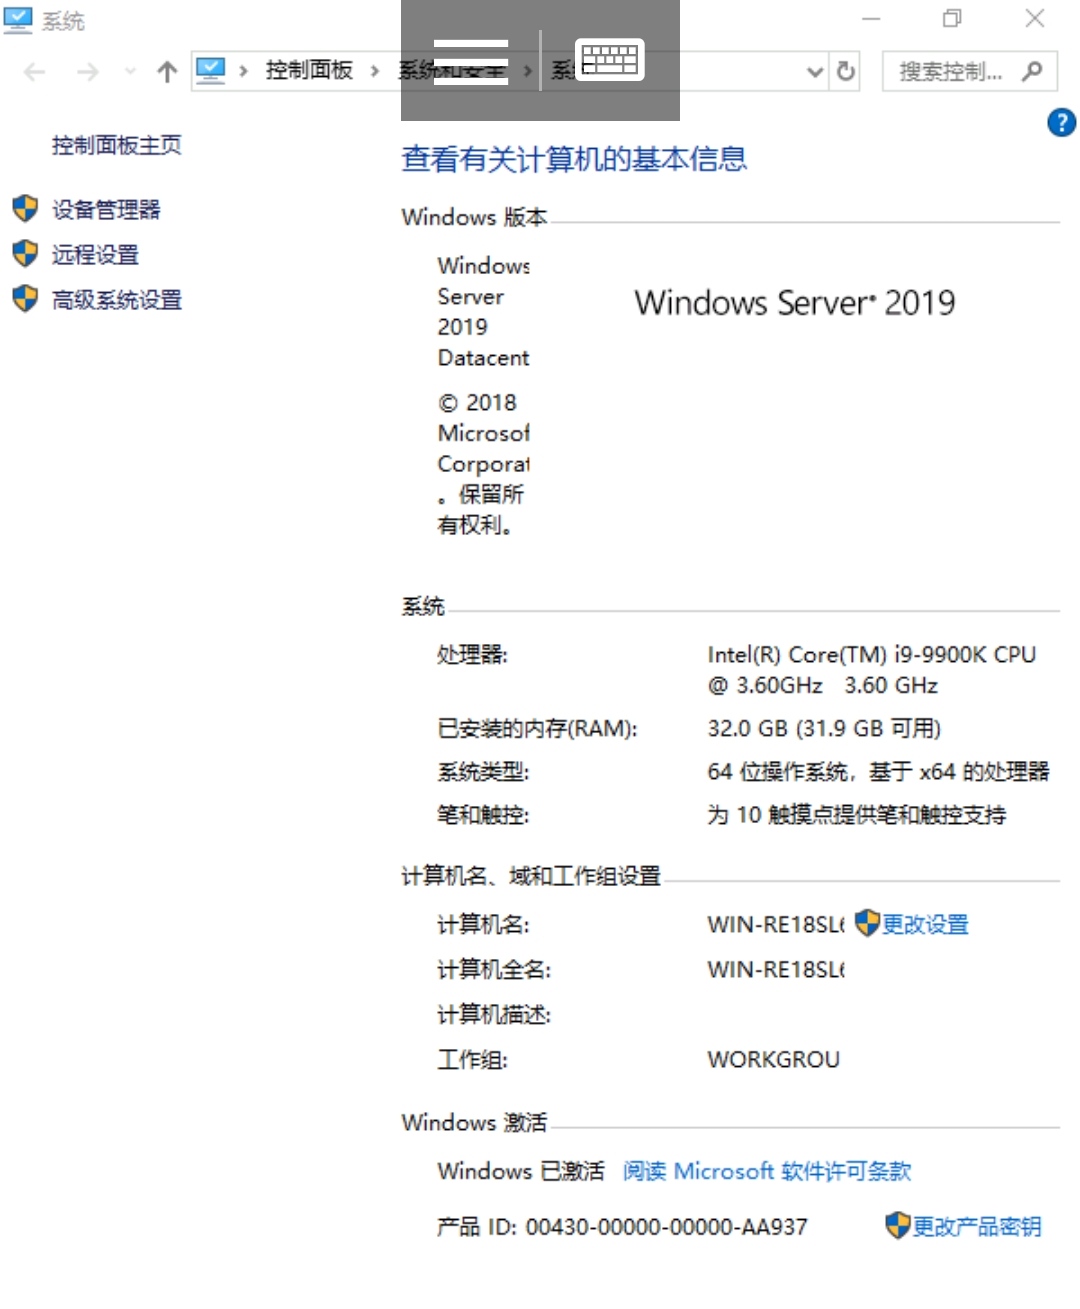 系统
控制面板 系统和安全 系统
搜索控制...
控制面板主页
设备管理器
远程设置
高级系统设置
查看有关计算机的基本信息
Windows 版本
Windows
Server
2019
Datacent
© 2018
Microsof
Corporat
。保留所
有权利。
Windows Server® 2019
系统
处理器:
Intel(R) Core(TM) i9-9900K CPU
@ 3.60GHz 3.60 GHz
已安装的内存(RAM):
32.0 GB (31.9 GB 可用)
系统类型:
64 位操作系统，基于 x64 的处理器
笔和触控:
为 10 触摸点提供笔和触控支持
计算机名、域和工作组设置
计算机名:
WIN-RE18SL6
更改设置
计算机全名:
WIN-RE18SL6
计算机描述:
工作组:
WORKGROU
Windows 激活
Windows 已激活 阅读 Microsoft 软件许可条款
产品 ID: 00430-00000-00000-AA937
更改产品密钥